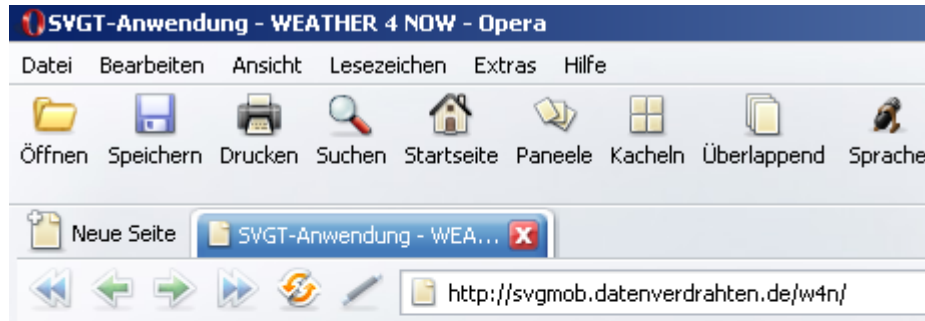 SVGT-Anwendung - WEATHER 4 NOW - Opera
Datei Bearbeiten Ansicht Lesezeichen Extras Hilfe
Öffnen Speichern Drucken Suchen Startseite Paneele Kacheln Überlappend Sprache
Neue Seite SVGT-Anwendung - WEA...
http://svgmob.datenverdrahten.de/w4n/